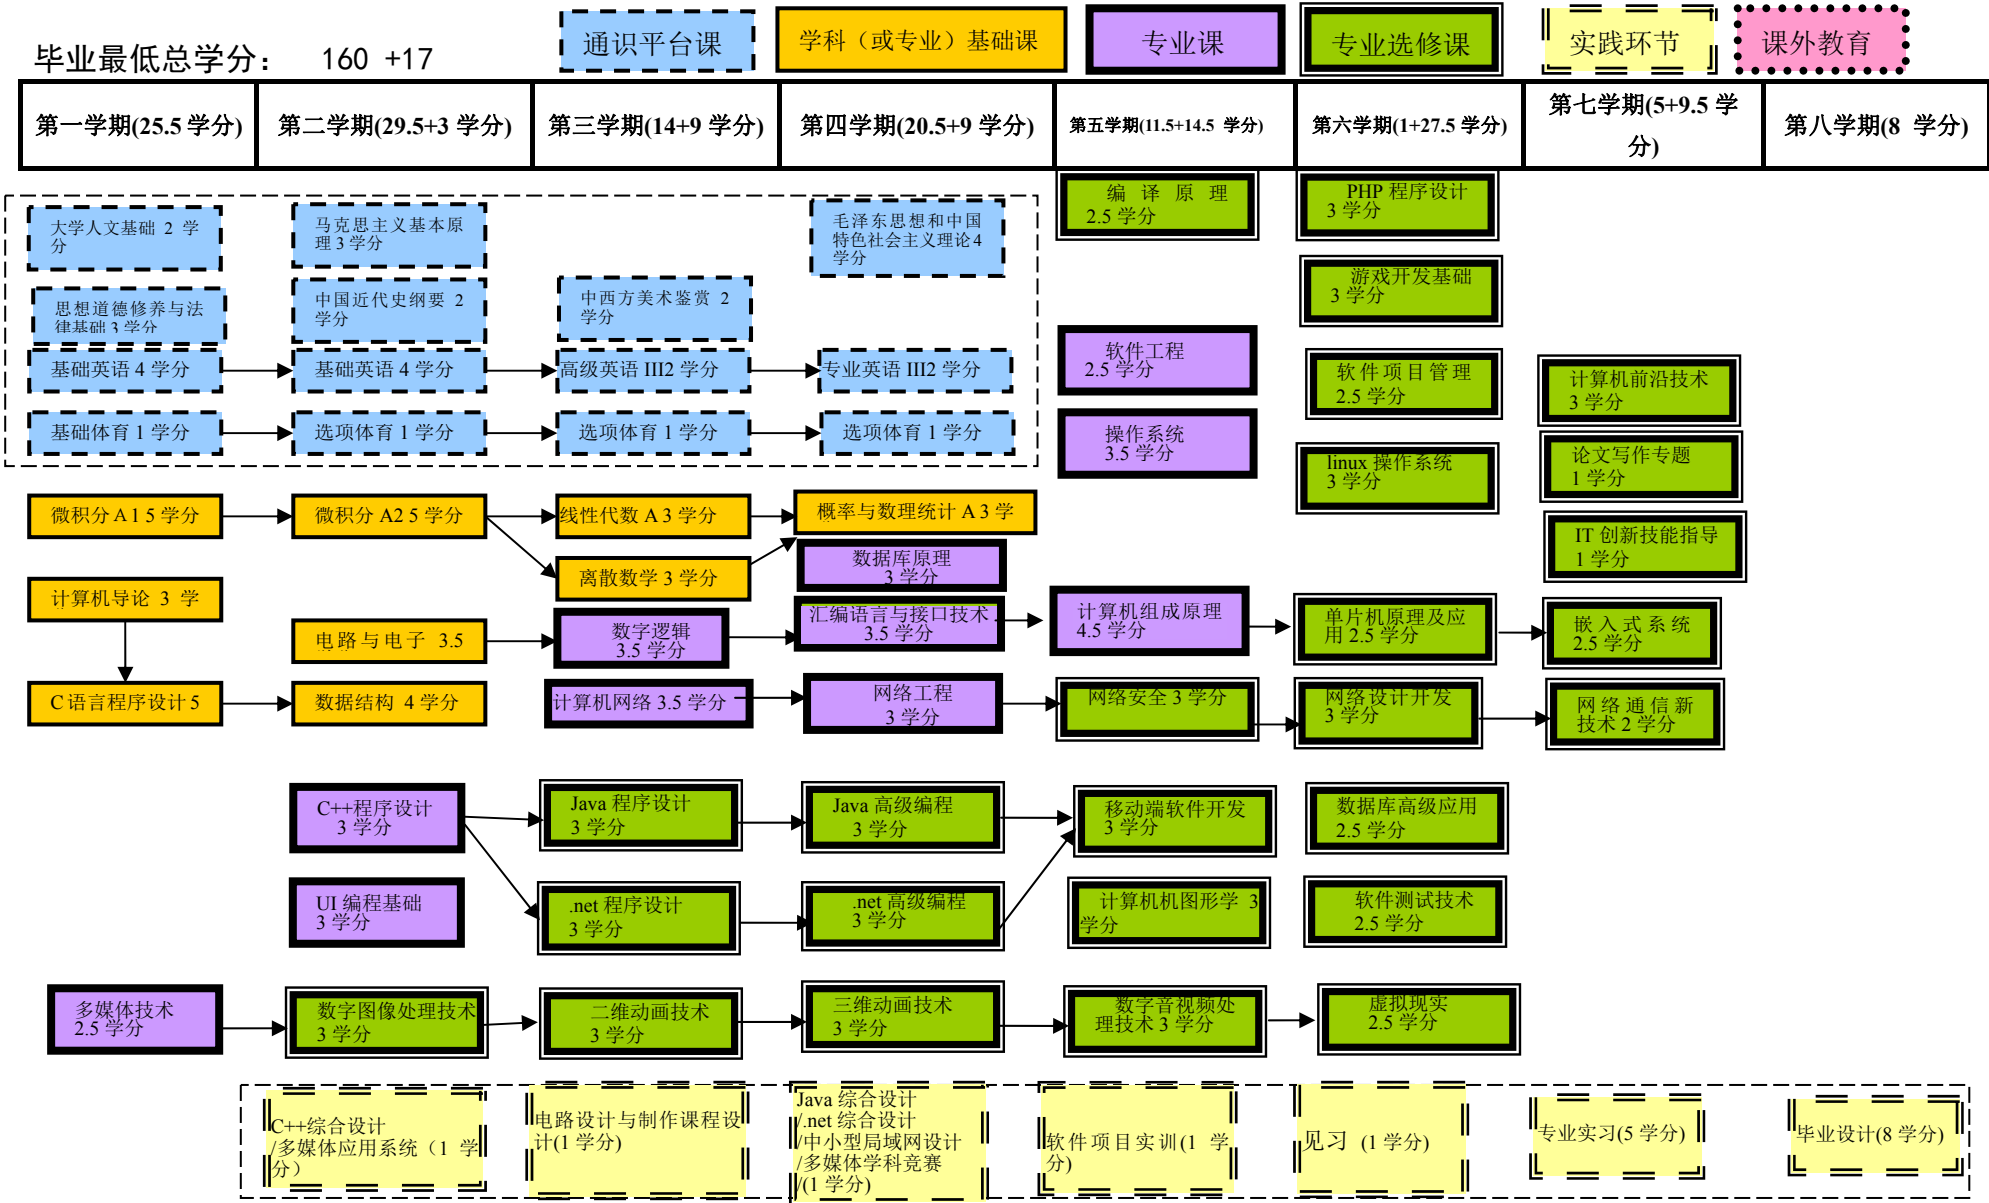 毕业最低总学分： 160 +17
通识平台课
学科（或专业）基础课
专业课
专业选修课
实践环节
课外教育
第一学期(25.5 学分)
第二学期(29.5+3 学分)
第三学期(14+9 学分)
第四学期(20.5+9 学分)
第五学期(11.5+14.5 学分)
第六学期(1+27.5 学分)
第七学期(5+9.5 学
分)
第八学期(8 学分)
大学人文基础 2 学
分
马克思主义基本原
理 3 学分
毛泽东思想和中国
特色社会主义理论 4
学分
编 译 原 理
2.5 学分
PHP 程序设计
3 学分
思想道德修养与法
律基础 3 学分
中国近代史纲要 2
学分
中西方美术鉴赏 2
学分
游戏开发基础
3 学分
基础英语 4 学分
基础英语 4 学分
高级英语 III2 学分
专业英语 III2 学分
软件工程
2.5 学分
软件项目管理
2.5 学分
计算机前沿技术
3 学分
基础体育 1 学分
选项体育 1 学分
选项体育 1 学分
选项体育 1 学分
操作系统
3.5 学分
linux 操作系统
3 学分
论文写作专题
1 学分
微积分 A 1 5 学分
微积分 A2 5 学分
线性代数 A 3 学分
概率与数理统计 A 3 学
IT 创新技能指导
1 学分
离散数学 3 学分
数据库原理
3 学分
计算机导论 3 学
电路与电子 3.5
数字逻辑
3.5 学分
汇编语言与接口技术
3.5 学分
计算机组成原理
4.5 学分
单片机原理及应
用 2.5 学分
嵌入式系统
2.5 学分
C 语言程序设计 5
数据结构 4 学分
计算机网络 3.5 学分
网络工程
3 学分
网络安全 3 学分
网络设计开发
3 学分
网络通信新
技术 2 学分
C++程序设计
3 学分
Java 程序设计
3 学分
Java 高级编程
3 学分
移动端软件开发
3 学分
数据库高级应用
2.5 学分
UI 编程基础
3 学分
.net 程序设计
3 学分
.net 高级编程
3 学分
计算机机图形学 3
学分
软件测试技术
2.5 学分
多媒体技术
2.5 学分
数字图像处理技术
3 学分
二维动画技术
3 学分
三维动画技术
3 学分
数字音视频处
理技术 3 学分
虚拟现实
2.5 学分
C++综合设计
/多媒体应用系统（1 学
分）
电路设计与制作课程设
计(1 学分)
Java 综合设计
/.net 综合设计
/中小型局域网设计
/多媒体学科竞赛
/(1 学分)
软件项目实训(1 学
分)
见习 (1 学分)
专业实习(5 学分)
毕业设计(8 学分)